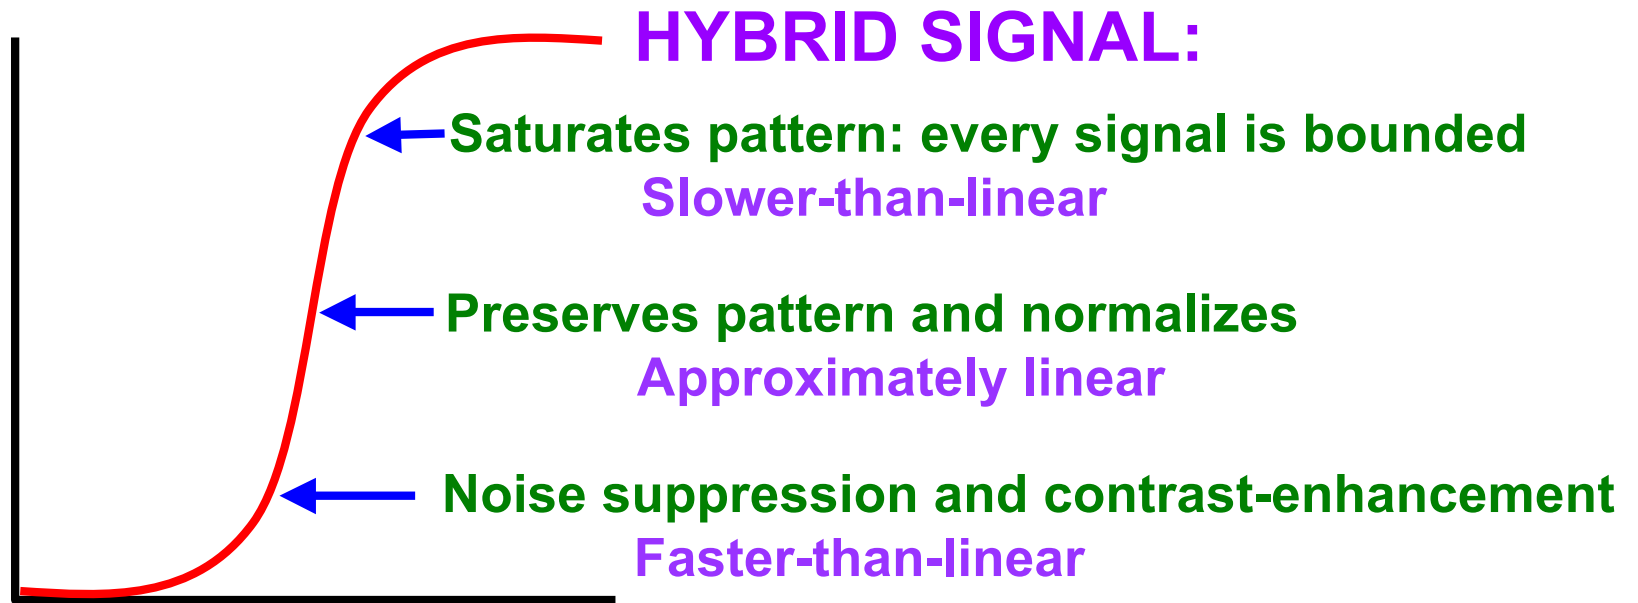 HYBRID SIGNAL:
Saturates pattern: every signal is bounded
Slower-than-linear
Preserves pattern and normalizes
Approximately linear
Noise suppression and contrast-enhancement
Faster-than-linear